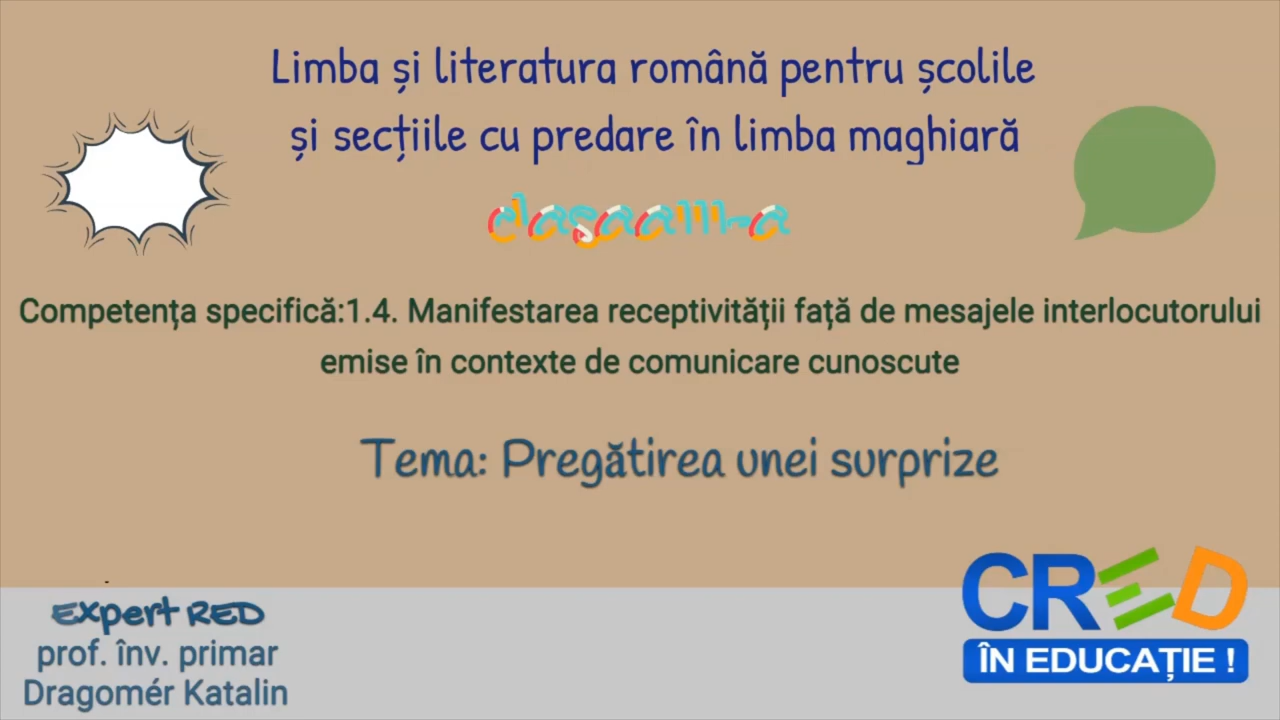 Limba și literatura română pentru școlile
și secțiile cu predare în limba maghiară
clasa a III-a
Competența specifică:1.4. Manifestarea receptivității față de mesajele interlocutorului
emise în contexte de comunicare cunoscute
Tema: Pregătirea unei surprize
Expert RED
prof. înv. primar
Dragomér Katalin
CRED
ÎN EDUCAȚIE !